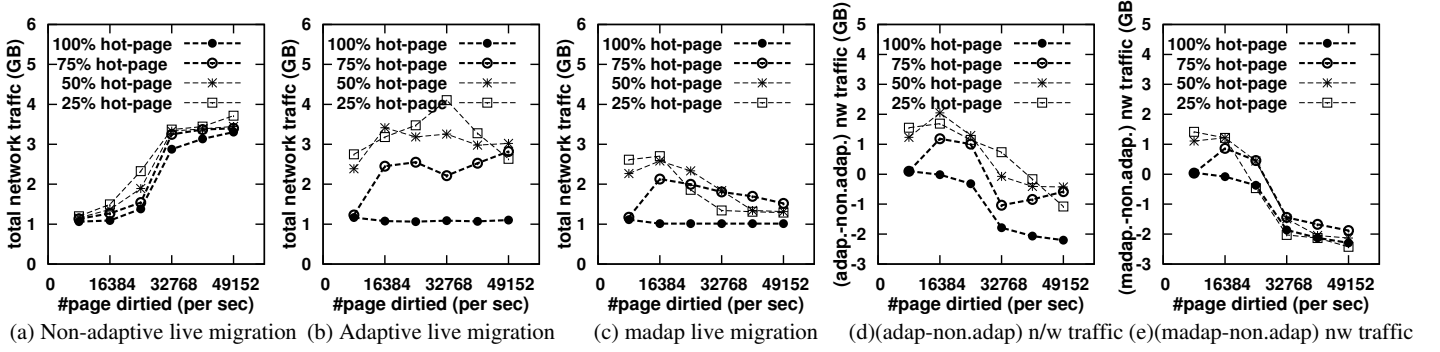 total network traffc (GB)
6
5
4
3
2
1
0
100% hot-page
75% hot-page
50% hot-page
25% hot-page
0 16384 32768 49152
#page dirtied (per sec)
(a) Non-adaptive live migration
total network traffc (GB)
6
5
4
3
2
1
0
100% hot-page
75% hot-page
50% hot-page
25% hot-page
0 16384 32768 49152
#page dirtied (per sec)
(b) Adaptive live migration
total network traffc (GB)
6
5
4
3
2
1
0
100% hot-page
75% hot-page
50% hot-page
25% hot-page
0 16384 32768 49152
#page dirtied (per sec)
(c) madap live migration
(adap.-non.adap.) nw traffic (GB)
5
4
3
2
1
0
-1
-2
-3
100% hot-page
75% hot-page
50% hot-page
25% hot-page
0 16384 32768 49152
#page dirtied (per sec)
(d)(adap-non.adap) n/w traffic
(madap.-non.adap.) nw traffic (GB
5
4
3
2
1
0
-1
-2
-3
100% hot-page
75% hot-page
50% hot-page
25% hot-page
0 16384 32768 49152
#page dirtied (per sec)
(e)(madap-non.adap) nw traffic